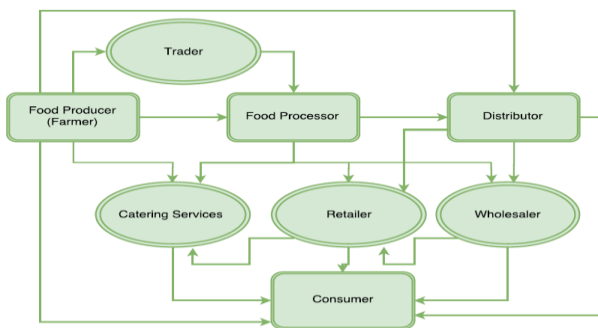 Trader
Food Producer
(Farmer)
Food Processor
Distributor
Catering Services
Retailer
Wholesaler
Consumer